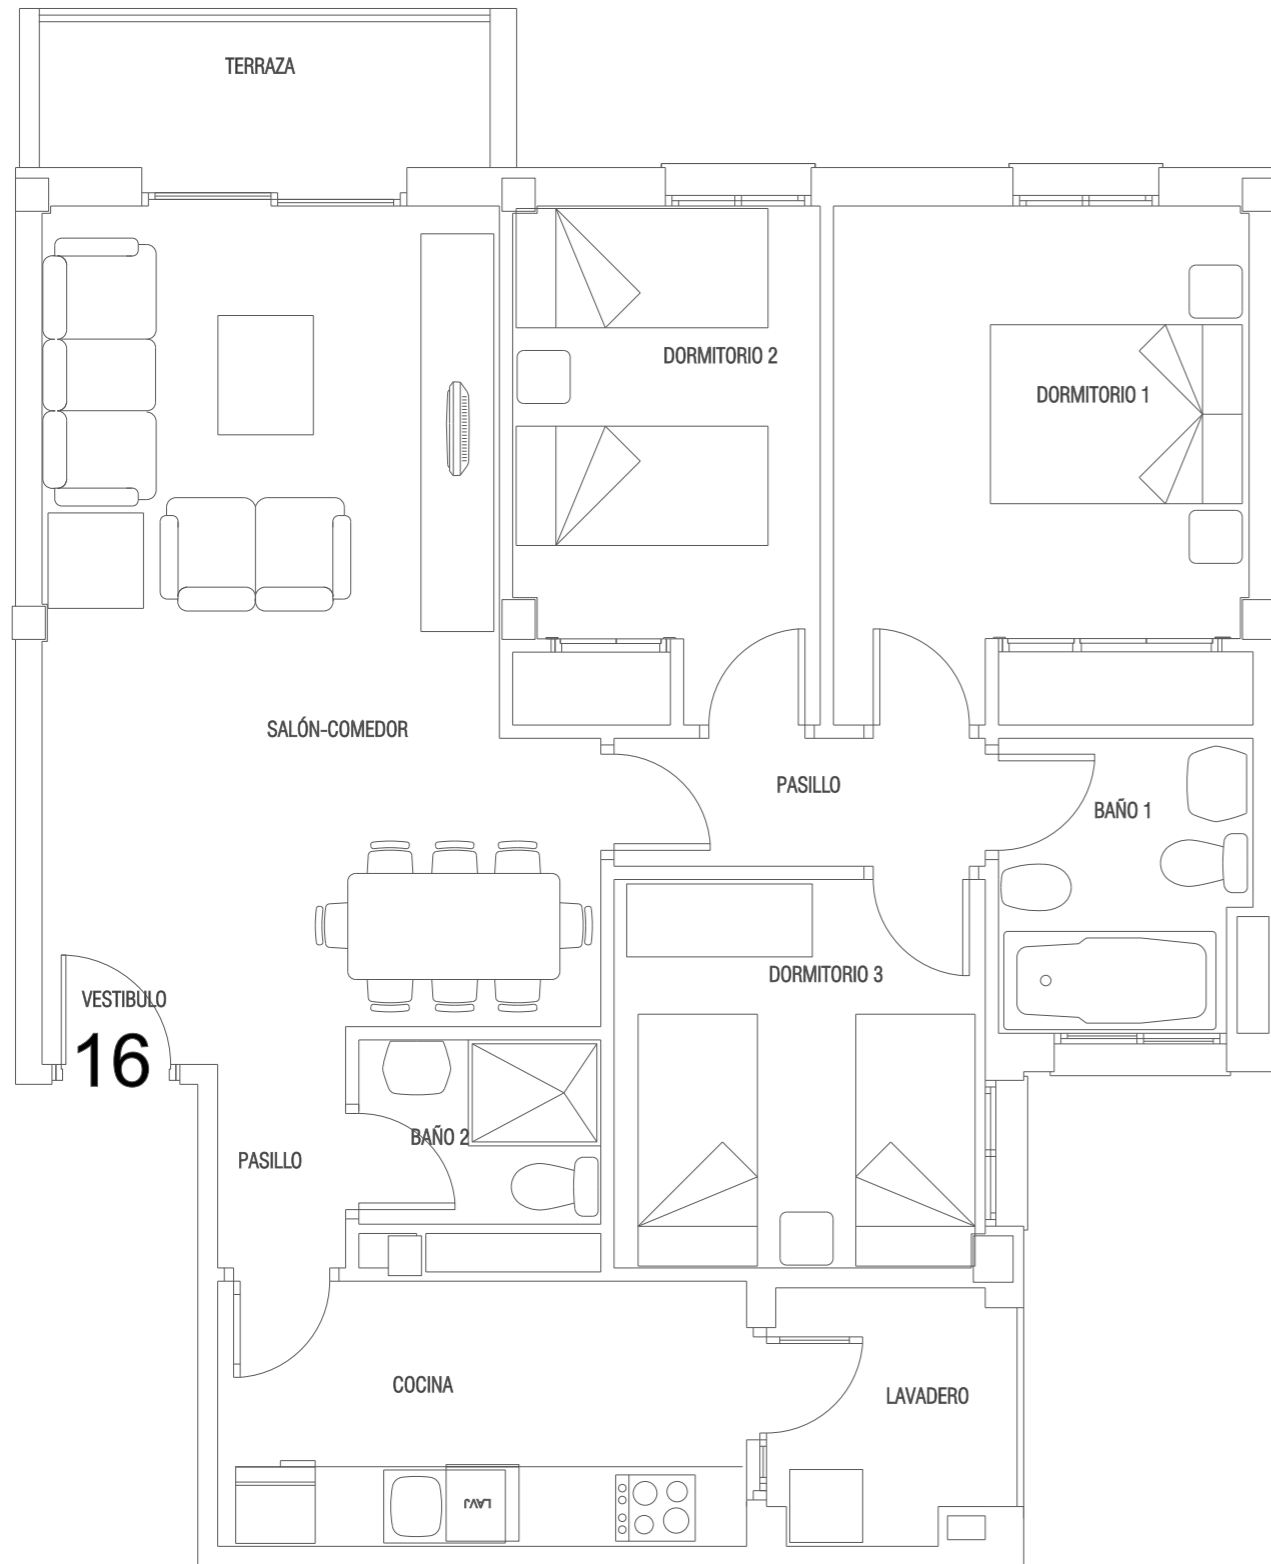 TERRAZA
DORMITORIO 2
DORMITORIO 1
SALÓN-COMEDOR
PASILLO
BAÑO 1
DORMITORIO 3
VESTIBULO
16
BAÑO 2
PASILLO
COCINA
LAVADERO
LAVJ